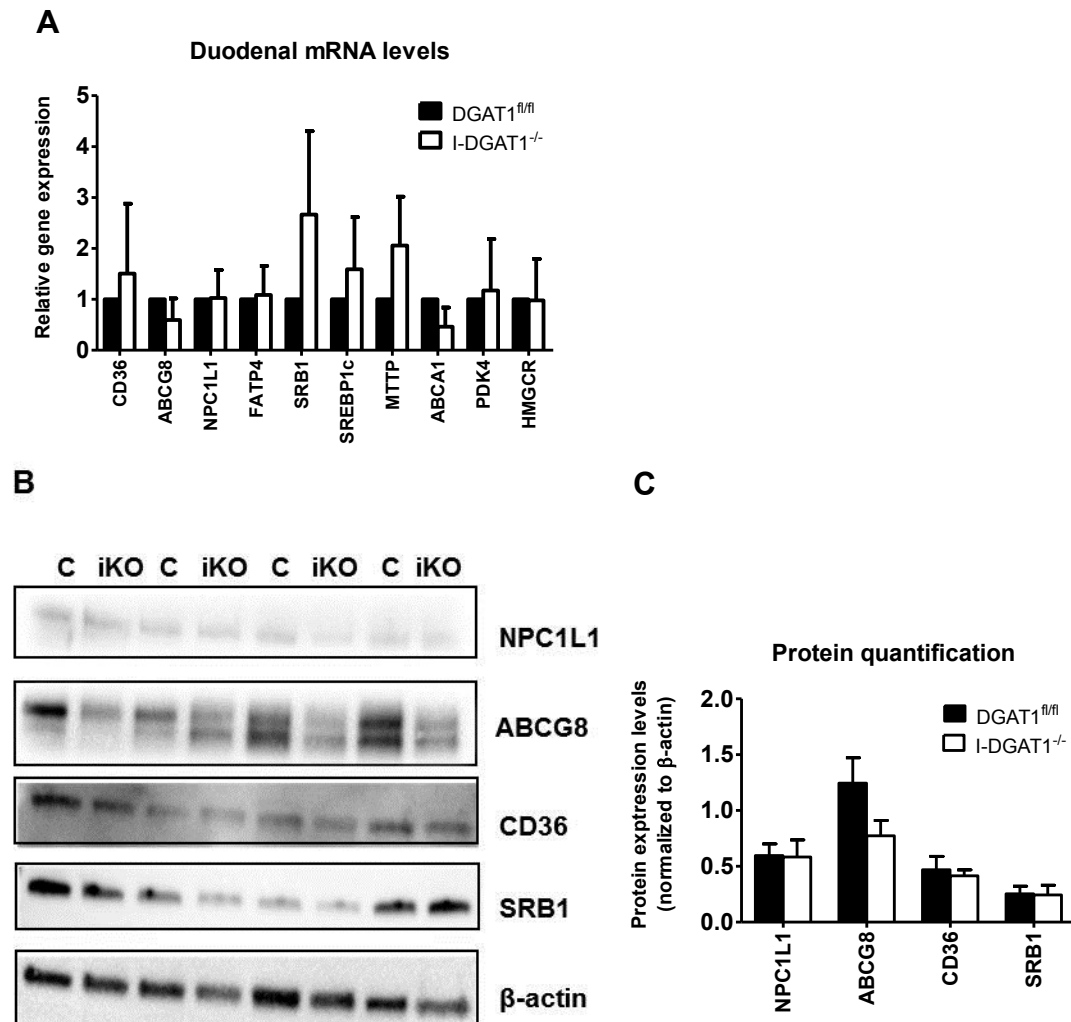 A
Duodenal mRNA levels
Relative gene expression
5
4
3
2
1
0
DGAT1fl/fl
I-DGAT1-/-
CD36
ABCG8
NPC1L1
FATP4
SRB1
SREBP1c
MTTP
ABCA1
PDK4
HMGCR
B
C iKO C iKO C iKO C iKO
NPC1L1
ABCG8
CD36
SRB1
β-actin
C
Protein quantification
Protein exptression levels
(normalized to β-actin)
2.0
1.5
1.0
0.5
0.0
DGAT1fl/fl
I-DGAT1-/-
NPC1L1
ABCG8
CD36
SRB1